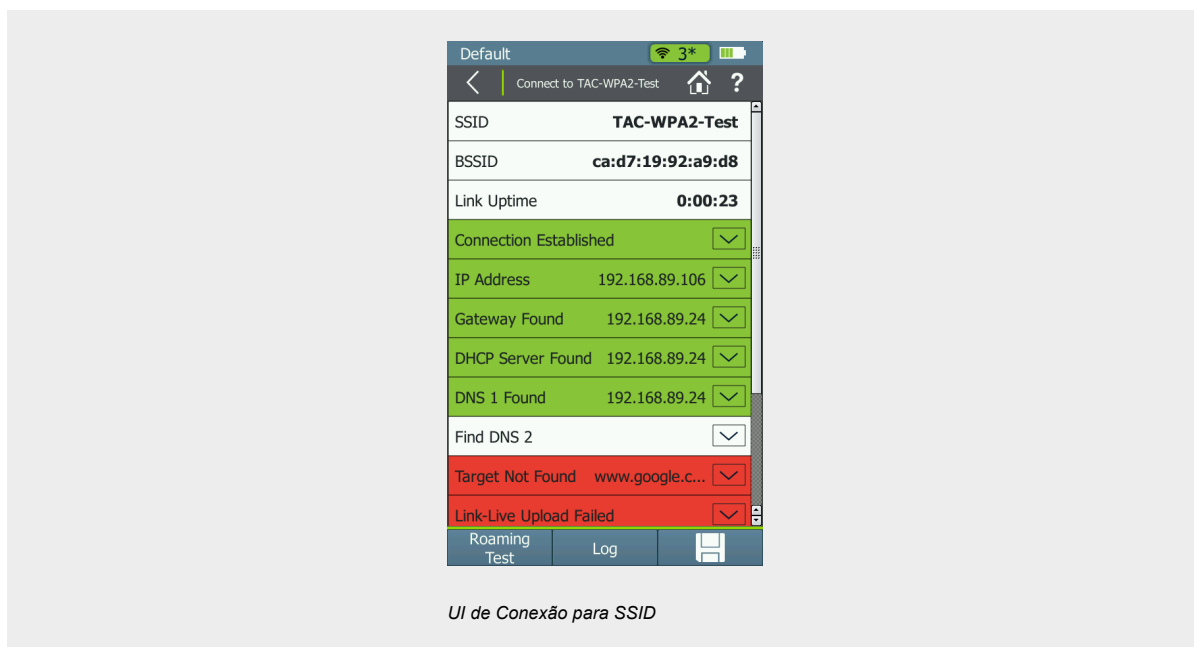 Default 3*
Connect to TAC-WPA2-Test ?
SSID TAC-WPA2-Test
BSSID ca:d7:19:92:a9:d8
Link Uptime 0:00:23
Connection Established
IP Address 192.168.89.106
Gateway Found 192.168.89.24
DHCP Server Found 192.168.89.24
DNS 1 Found 192.168.89.24
Find DNS 2
Target Not Found www.google.c...
Link-Live Upload Failed
Roaming
Test
Log
UI de Conexão para SSID